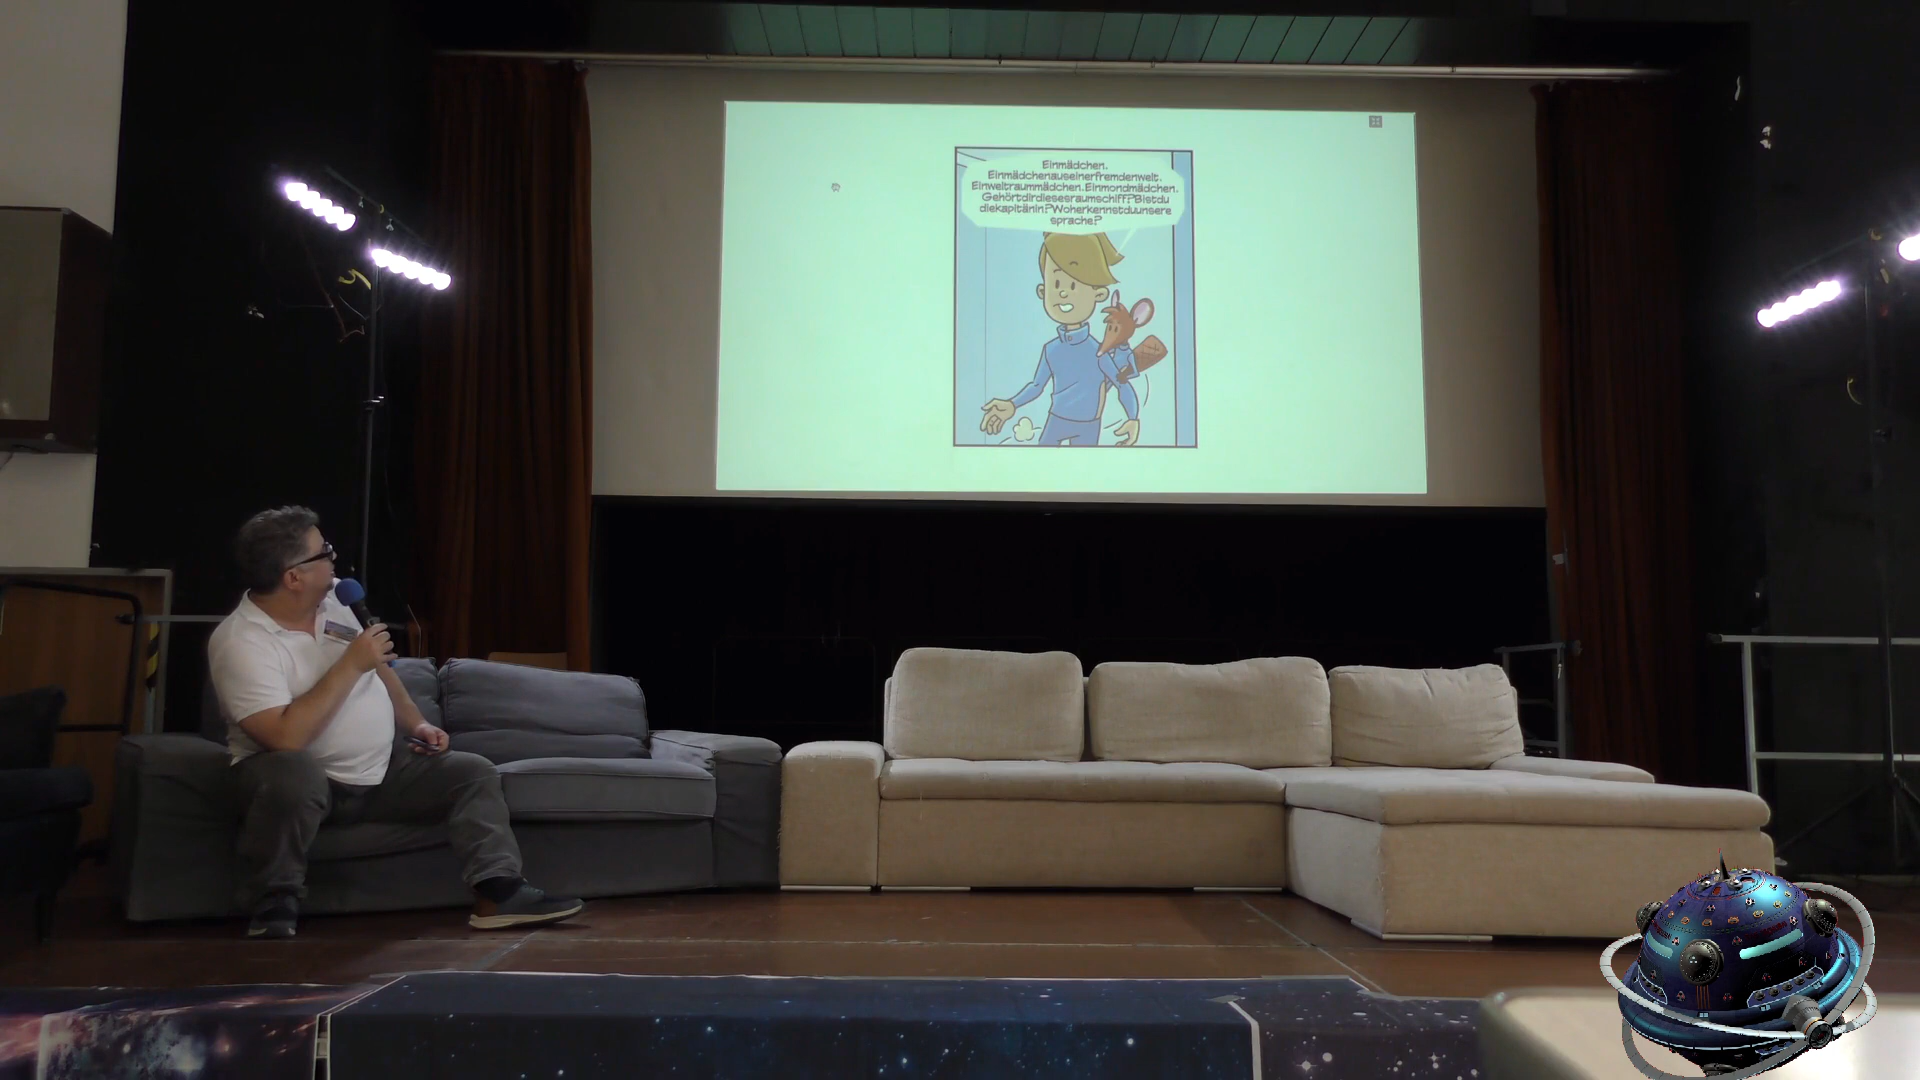 Einmädchen.
Einmädchenauseinerfremdenwelt.
Einweltraummädchen.Einmondmädchen.
Gehörtdirdiesesraumschiff?Bistdu
diekapitänin?Woherkennstduunsere
sprache?